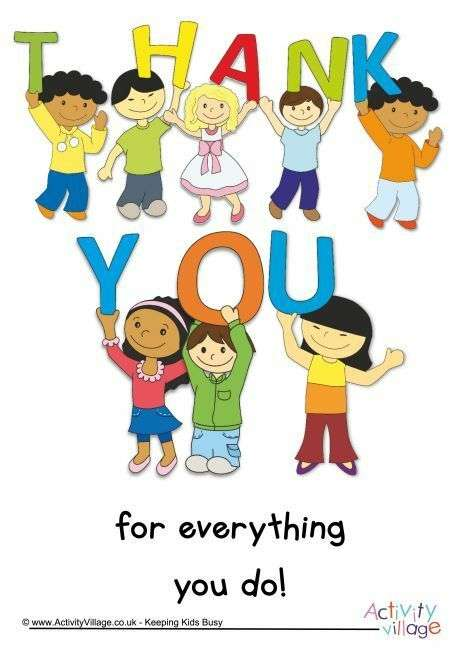 THANK
YOU
for everything
you do!
© www.ActivityVillage.co.uk - Keeping Kids Busy
Activity
village